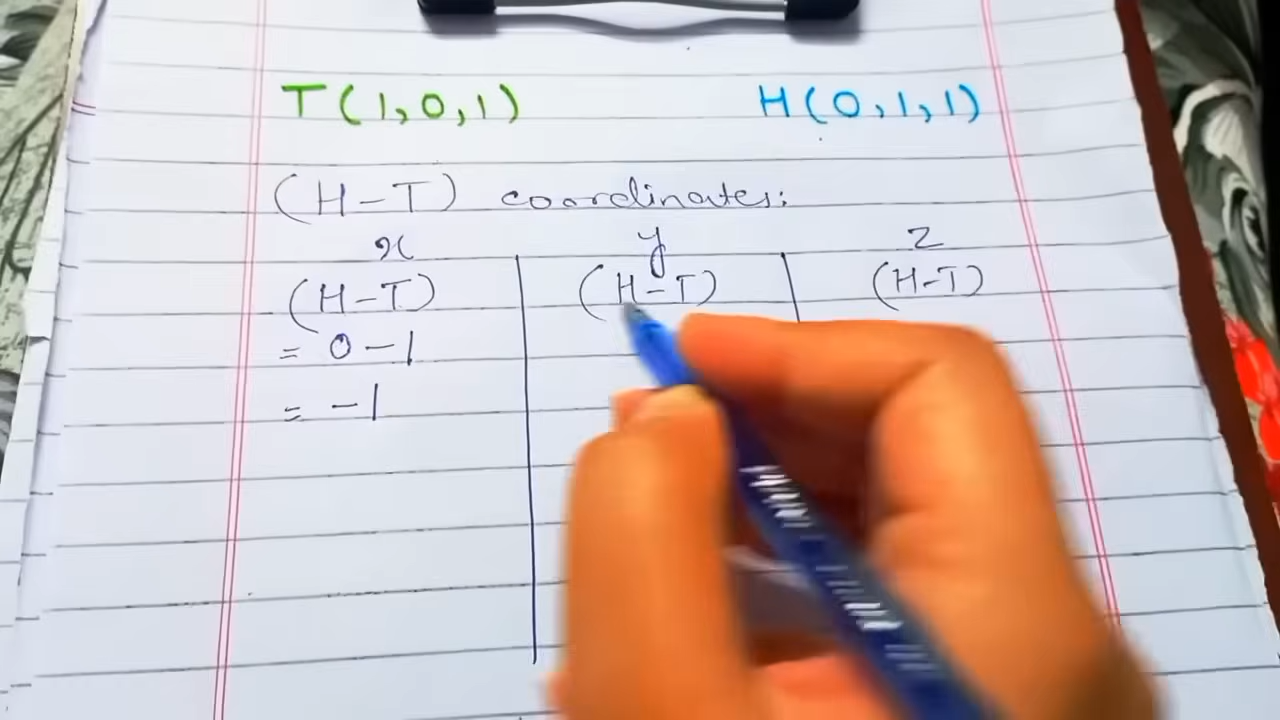 T(1,0,1) H(0,1,1)
(H-T) coordinates:
x y z
(H-T) (H-T) (H-T)
= 0-1
= -1